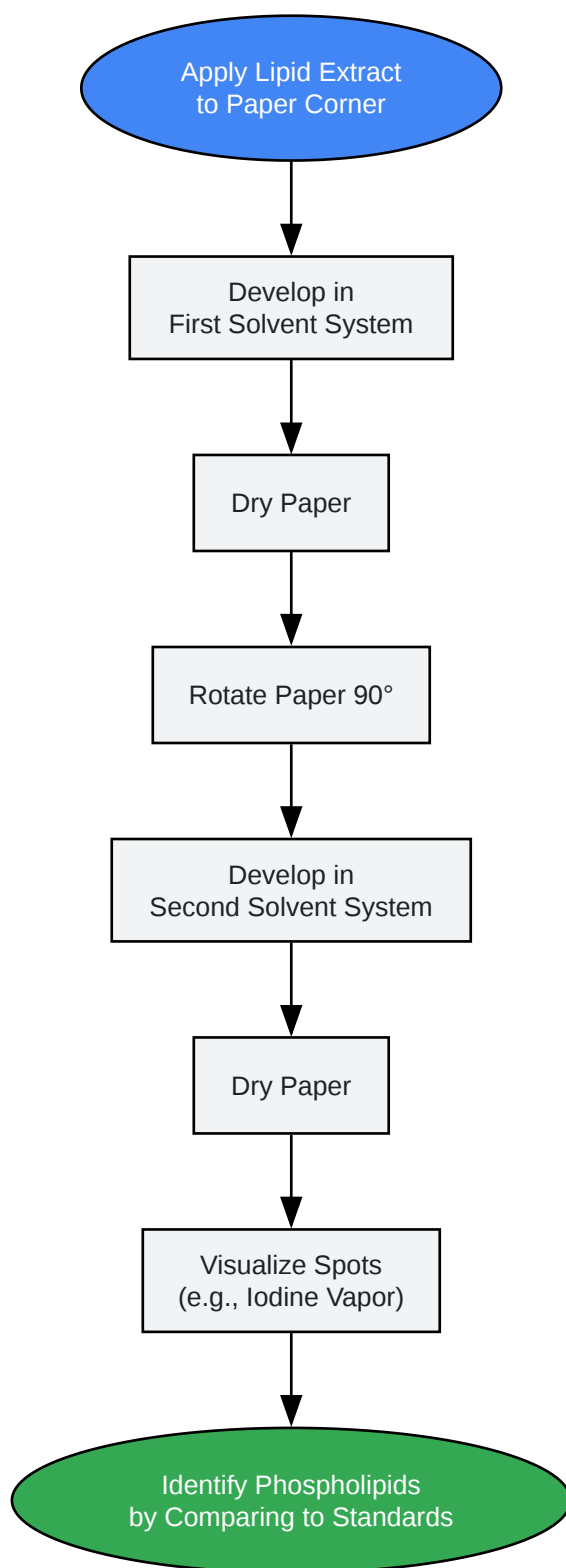 Apply Lipid Extract
to Paper Corner
Develop in
First Solvent System
Dry Paper
Rotate Paper 90°
Develop in
Second Solvent System
Dry Paper
Visualize Spots
(e.g., Iodine Vapor)
Identify Phospholipids
by Comparing to Standards